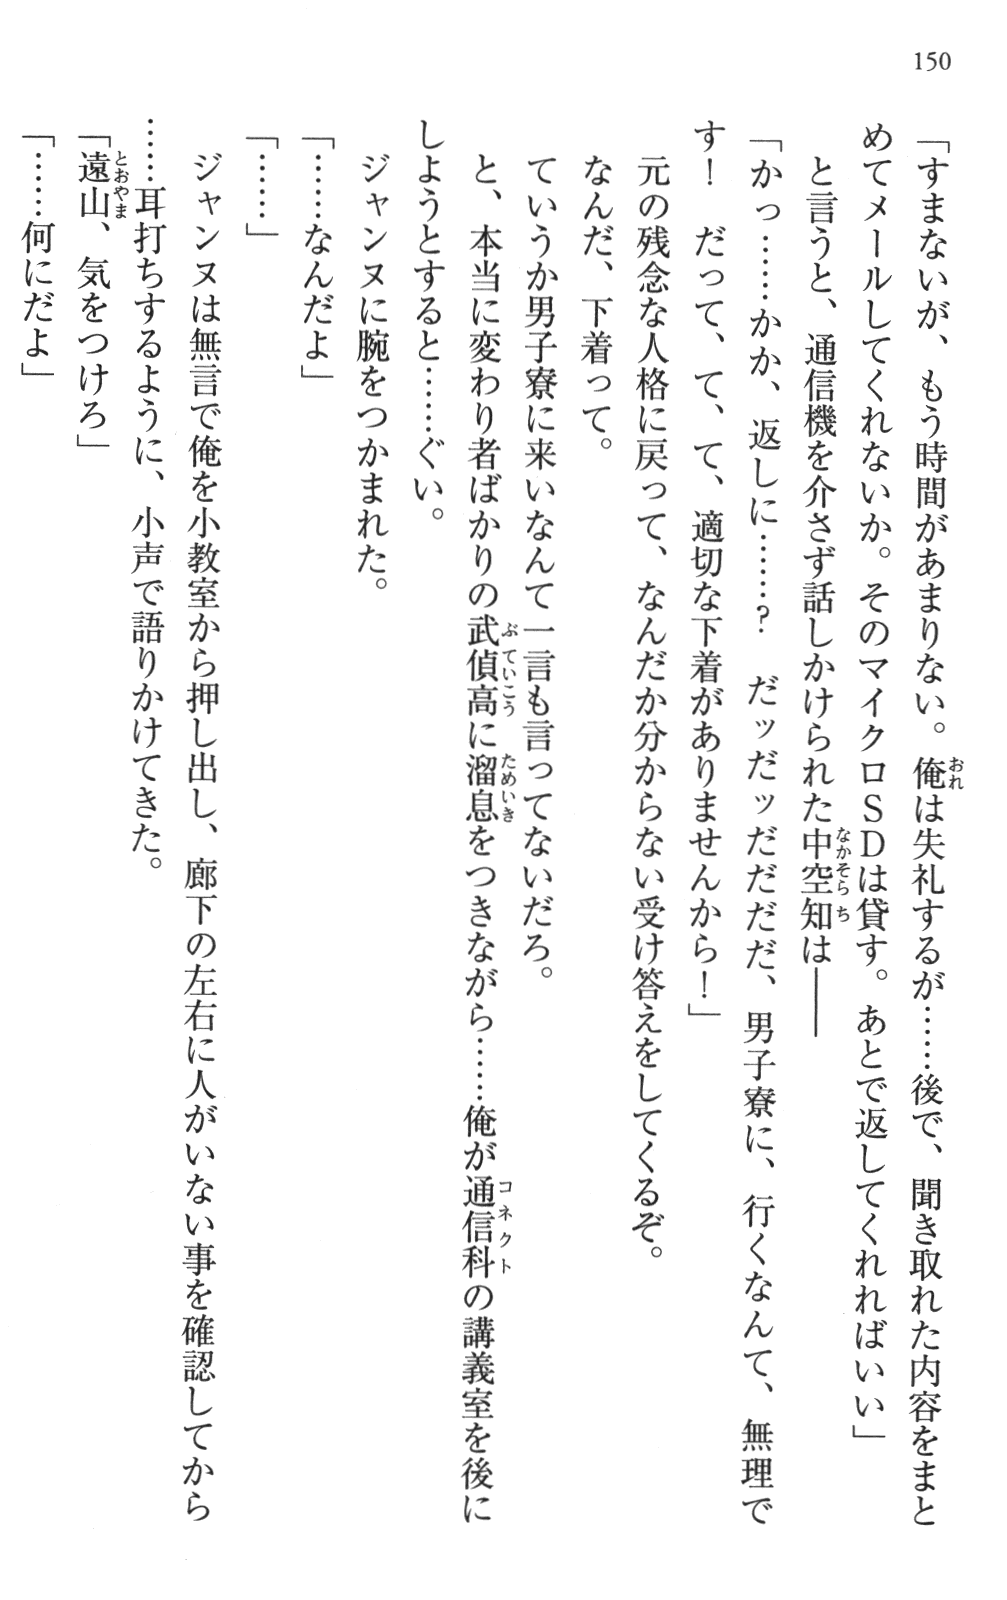 150
「すまないが、もう時間があまりない。俺は失礼するが……後で、聞き取れた内容をまと
めてメールしてくれないか。そのマイクロＳＤは貸す。あとで返してくれればいい」
と言うと、通信機を介さず話しかけられた中空知は――
「かっ……かか、返しに……？　だッだッだだだだ、男子寮に、行くなんて、無理で
す！　だって、て、て、適切な下着がありませんから！」
元の残念な人格に戻って、なんだか分からない受け答えをしてくるぞ。
なんだ、下着って。
ていうか男子寮に来いなんて一言も言ってないだろ。
と、本当に変わり者ばかりの武偵高に溜息をつきながら……俺が通信科の講義室を後に
しようとすると……ぐい。
ジャンヌに腕をつかまれた。
「……なんだよ」
「……」
ジャンヌは無言で俺を小教室から押し出し、廊下の左右に人がいない事を確認してから
……耳打ちするように、小声で語りかけてきた。
「遠山、気をつけろ」
「……何にだよ」